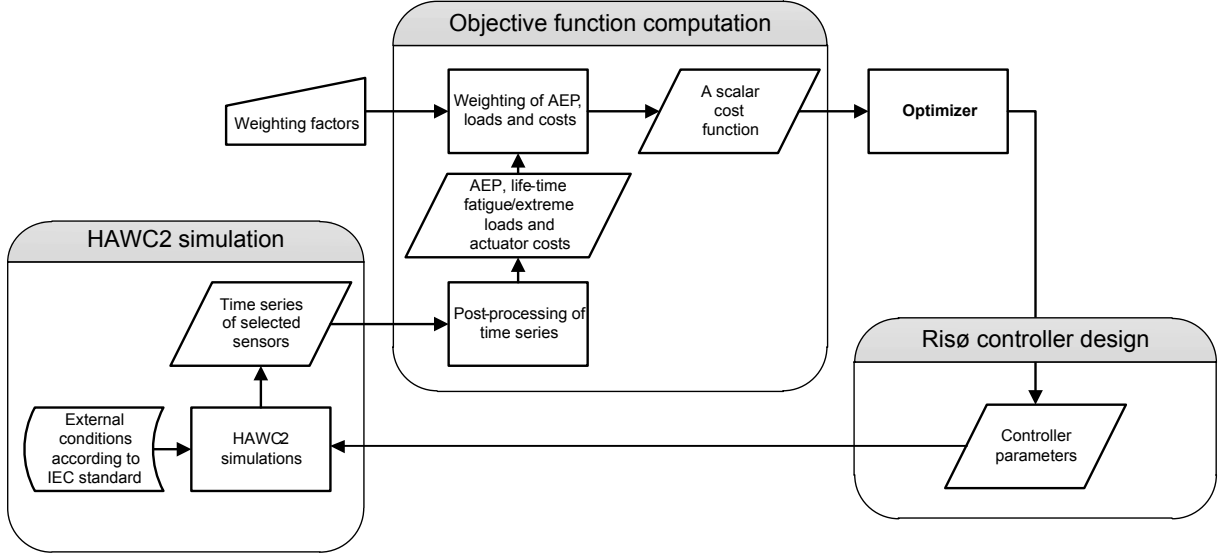 Objective function computation
Weighting factors
Weighting of AEP,
loads and costs
A scalar
cost
function
Optimizer
AEP, life-time
fatigue/extreme
loads and
actuator costs
Post-processing of
time series
HAWC2 simulation
Time series
of selected
sensors
External
conditions
according to
IEC standard
HAWC2
simulations
Risø controller design
Controller
parameters